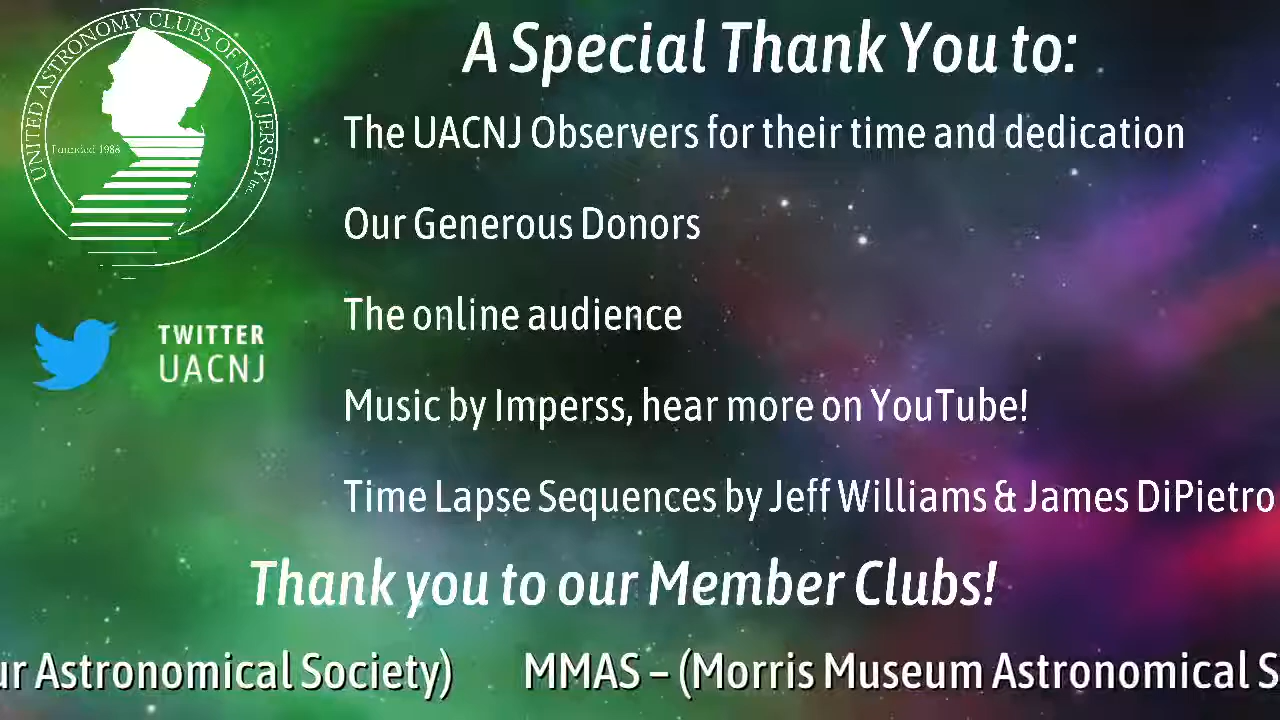 UNITED ASTRONOMY CLUBS OF NEW JERSEY Inc.
Founded 1988
A Special Thank You to:
The UACNJ Observers for their time and dedication
Our Generous Donors
The online audience
TWITTER
UACNJ
Music by Imperss, hear more on YouTube!
Time Lapse Sequences by Jeff Williams & James DiPietro
Thank you to our Member Clubs!
ur Astronomical Society) MMAS – (Morris Museum Astronomical S